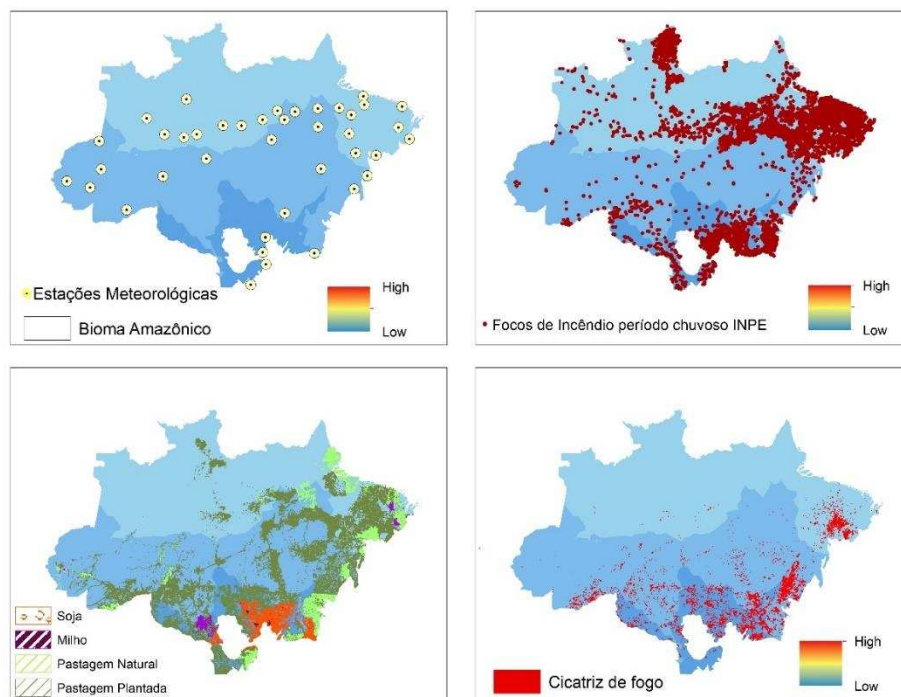 Estações Meteorológicas
Bioma Amazônico
High
Low
Focos de Incêndio período chuvoso INPE
High
Low
Soja
Milho
Pastagem Natural
Pastagem Plantada
Cicatriz de fogo
High
Low